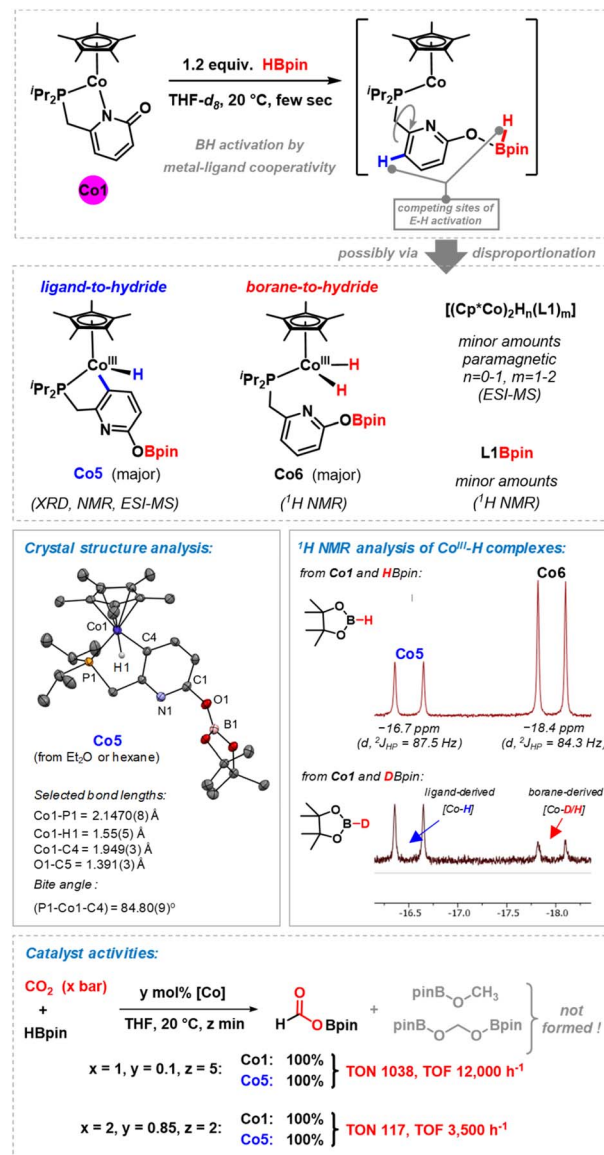 Co
iPr2P
N
O
Co1
1.2 equiv. HBpin
THF-d8, 20 °C, few sec
BH activation by
metal-ligand cooperativity
Co
iPr2P
N
O
H
Bpin
H
competing sites of
E-H activation
possibly via disproportionation
ligand-to-hydride
CoIII
H
iPr2P
N
OBpin
Co5 (major)
(XRD, NMR, ESI-MS)
borane-to-hydride
CoIII
H
iPr2P
H
N
OBpin
Co6 (major)
(1H NMR)
[(Cp*Co)2Hn(L1)m]
minor amounts
paramagnetic
n=0-1, m=1-2
(ESI-MS)
L1Bpin
minor amounts
(1H NMR)
Crystal structure analysis:
Co1
C4
H1
P1
C1
N1
O1
B1
Co5
(from Et2O or hexane)
Selected bond lengths:
Co1-P1 = 2.1470(8) Å
Co1-H1 = 1.55(5) Å
Co1-C4 = 1.949(3) Å
O1-C5 = 1.391(3) Å
Bite angle :
(P1-Co1-C4) = 84.80(9)º
1H NMR analysis of CoIII-H complexes:
from Co1 and HBpin:
O
B-H
O
Co5
Co6
−16.7 ppm
(d, 2JHP = 87.5 Hz)
−18.4 ppm
(d, 2JHP = 84.3 Hz)
from Co1 and DBpin:
O
B-D
O
ligand-derived
[Co-H]
borane-derived
[Co-D/H]
-16.5 -17.0 -17.5 -18.0
Catalyst activities:
CO2 (x bar)
+
HBpin
y mol% [Co]
THF, 20 °C, z min
O
H O Bpin
+
pinB O CH3
pinB O O Bpin
not
formed !
x = 1, y = 0.1, z = 5: Co1: 100%
Co5: 100%
TON 1038, TOF 12,000 h-1
x = 2, y = 0.85, z = 2: Co1: 100%
Co5: 100%
TON 117, TOF 3,500 h-1